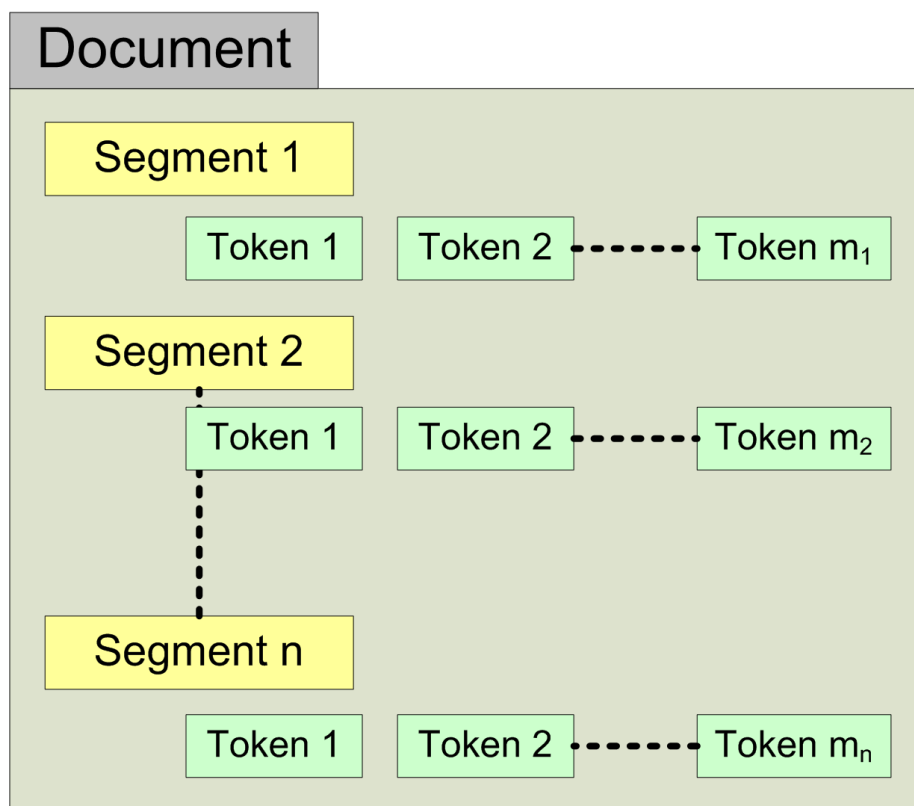 Document
Segment 1
Token 1 Token 2 Token m₁
Segment 2
Token 1 Token 2 Token m₂
Segment n
Token 1 Token 2 Token mₙ